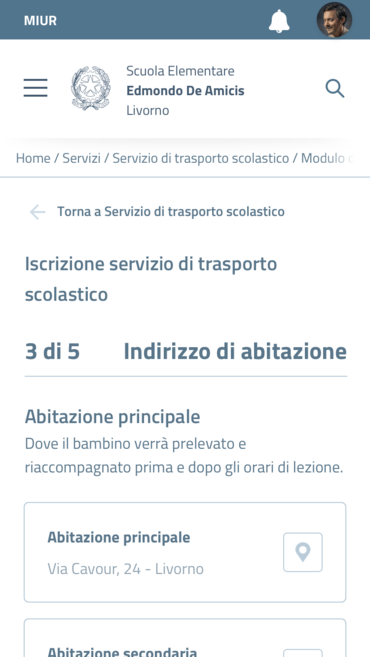 MIUR
Scuola Elementare
Edmondo De Amicis
Livorno
Home / Servizi / Servizio di trasporto scolastico / Modulo
Torna a Servizio di trasporto scolastico
Iscrizione servizio di trasporto
scolastico
3 di 5 Indirizzo di abitazione
Abitazione principale
Dove il bambino verrà prelevato e
riaccompagnato prima e dopo gli orari di lezione.
Abitazione principale
Via Cavour, 24 - Livorno
Abitazione secondaria